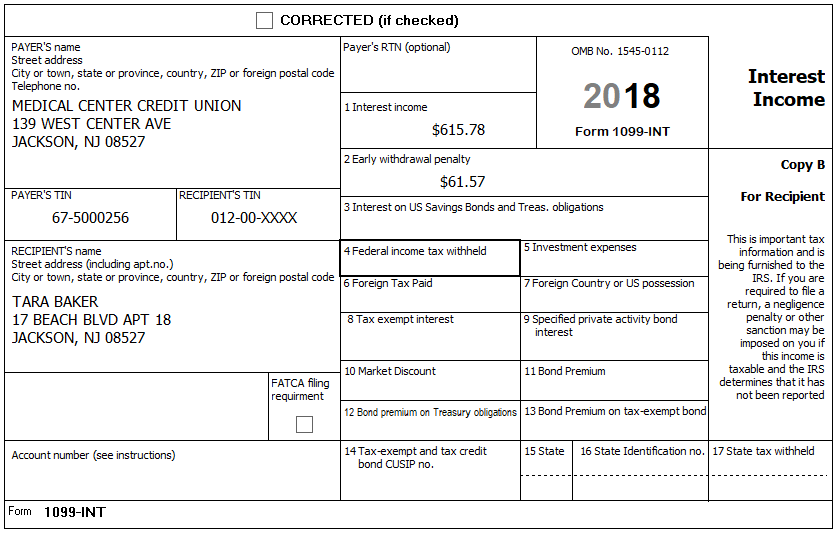 CORRECTED (if checked)
PAYER'S name
Street address
City or town, state or province, country, ZIP or foreign postal code
Telephone no.
MEDICAL CENTER CREDIT UNION
139 WEST CENTER AVE
JACKSON, NJ 08527
Payer's RTN (optional)
1 Interest income
$615.78
OMB No. 1545-0112
2018
Form 1099-INT
Interest
Income
2 Early withdrawal penalty
$61.57
Copy B
For Recipient
PAYER'S TIN
67-5000256
RECIPIENT'S TIN
012-00-XXXX
3 Interest on US Savings Bonds and Treas. obligations
This is important tax
information and is
being furnished to the
IRS. If you are
required to file a
return, a negligence
penalty or other
sanction may be
imposed on you if
this income is
taxable and the IRS
determines that it has
not been reported
RECIPIENT'S name
Street address (including apt.no.)
City or town, state or province, country, ZIP or foreign postal code
TARA BAKER
17 BEACH BLVD APT 18
JACKSON, NJ 08527
4 Federal income tax withheld
5 Investment expenses
6 Foreign Tax Paid
7 Foreign Country or US possession
8 Tax exempt interest
9 Specified private activity bond
interest
FATCA filing
requirment
10 Market Discount
11 Bond Premium
12 Bond premium on Treasury obligations
13 Bond Premium on tax-exempt bond
Account number (see instructions)
14 Tax-exempt and tax credit
bond CUSIP no.
15 State
16 State Identification no.
17 State tax withheld
Form 1099-INT